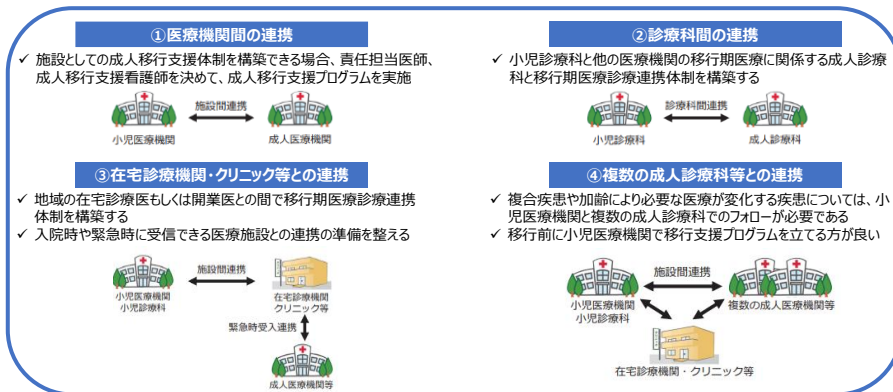 ①医療機関間の連携
✓ 施設としての成人移行支援体制を構築できる場合、責任担当医師、
成人移行支援看護師を決めて、成人移行支援プログラムを実施
施設間連携
小児医療機関
成人医療機関
②診療科間の連携
✓ 小児診療科と他の医療機関の移行期医療に関係する成人診療
科と移行期医療診療連携体制を構築する
診療科間連携
小児診療科
成人診療科
③在宅診療機関・クリニック等との連携
✓ 地域の在宅診療医もしくは開業医との間で移行期医療診療連携
体制を構築する
✓ 入院時や緊急時に受信できる医療施設との連携の準備を整える
施設間連携
小児医療機関
小児診療科
在宅診療機関
クリニック等
緊急時受入連携
成人医療機関等
④複数の成人診療科等との連携
✓ 複合疾患や加齢により必要な医療が変化する疾患については、小
児医療機関と複数の成人診療科でのフォローが必要である
✓ 移行前に小児医療機関で移行支援プログラムを立てる方が良い
施設間連携
小児医療機関
小児診療科
複数の成人医療機関等
在宅診療機関・クリニック等